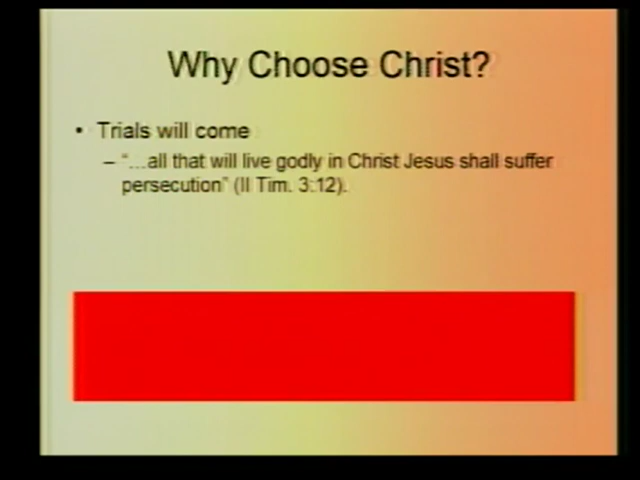 Why Choose Christ?
• Trials will come
– "…all that will live godly in Christ Jesus shall suffer
persecution" (II Tim. 3:12).